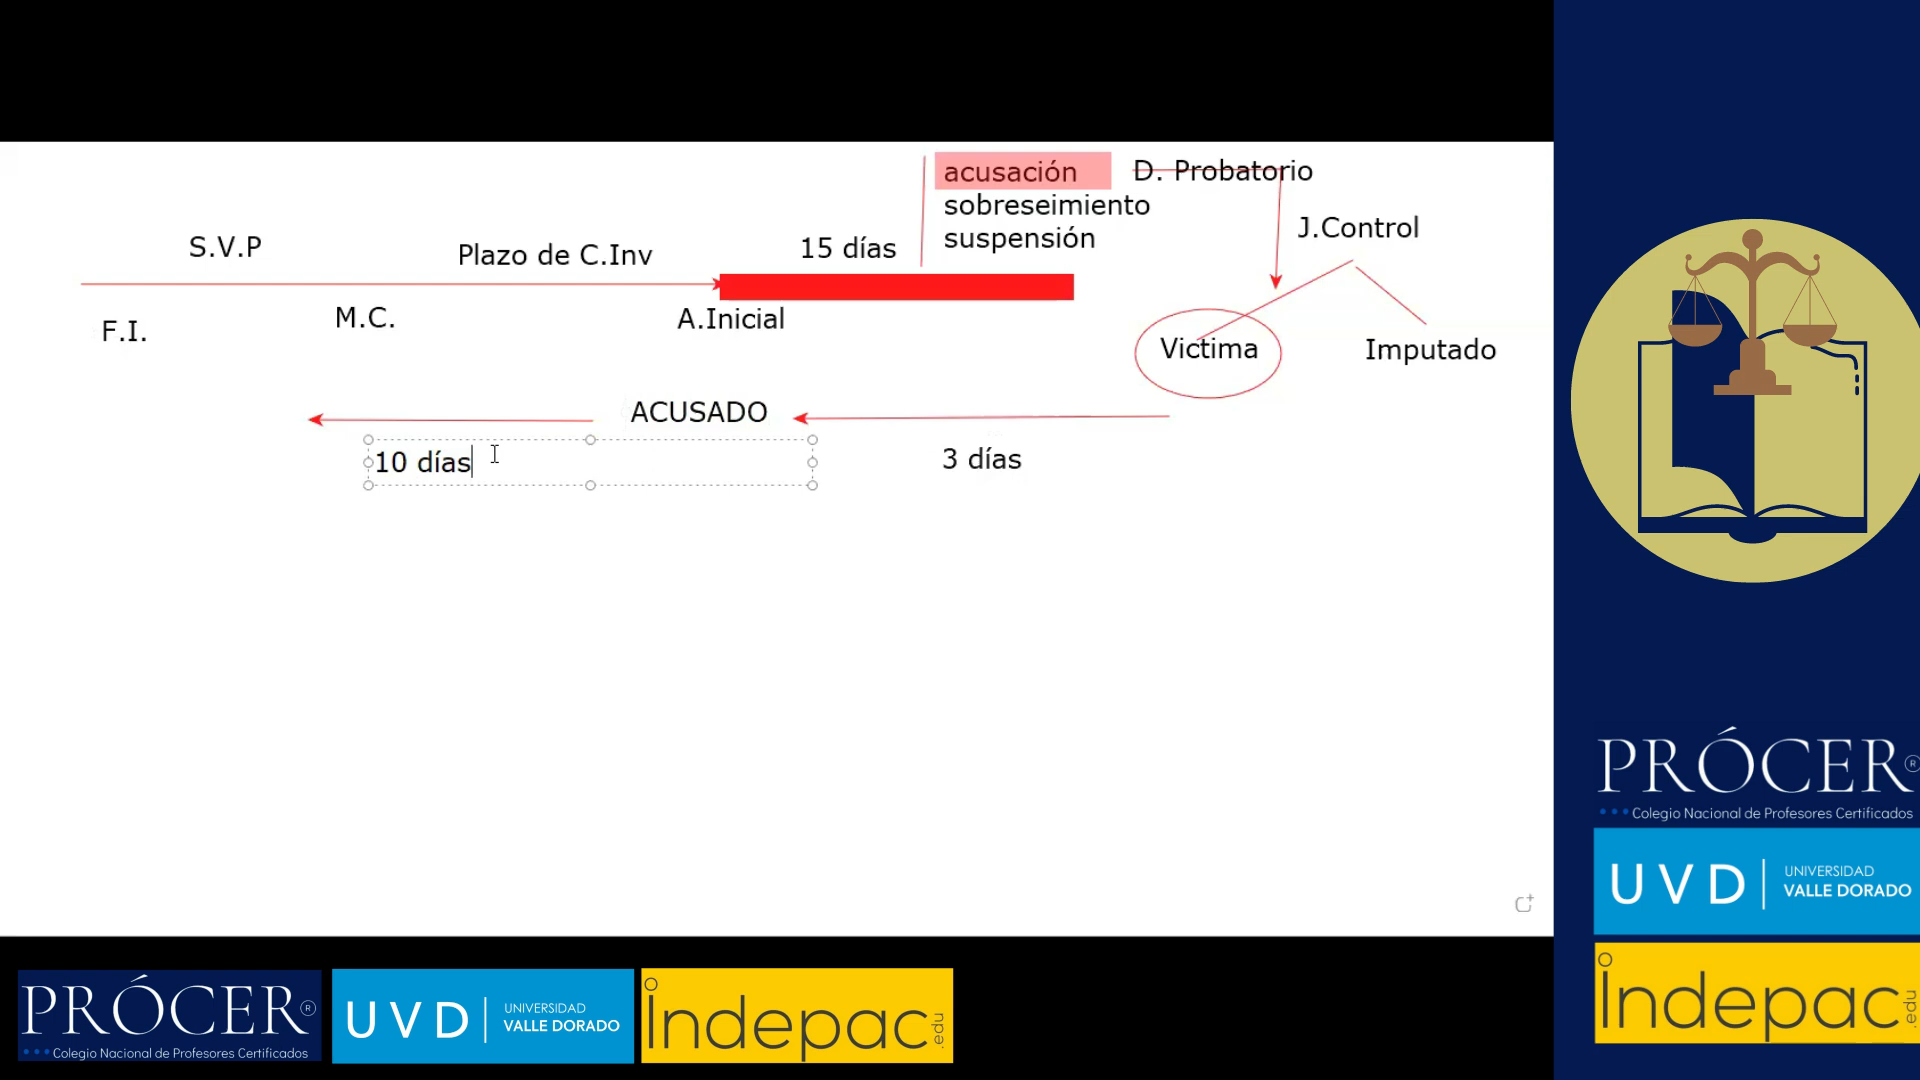 acusación
D. Probatorio
sobreseimiento
suspensión
J.Control
S.V.P
Plazo de C.Inv
15 días
F.I.
M.C.
A.Inicial
Victima
Imputado
ACUSADO
10 días
3 días
PRÓCER®
Colegio Nacional de Profesores Certificados
UVD
UNIVERSIDAD
VALLE DORADO
indepac
.edu
PRÓCER®
Colegio Nacional de Profesores Certificados
UVD
UNIVERSIDAD
VALLE DORADO
indepac
.edu